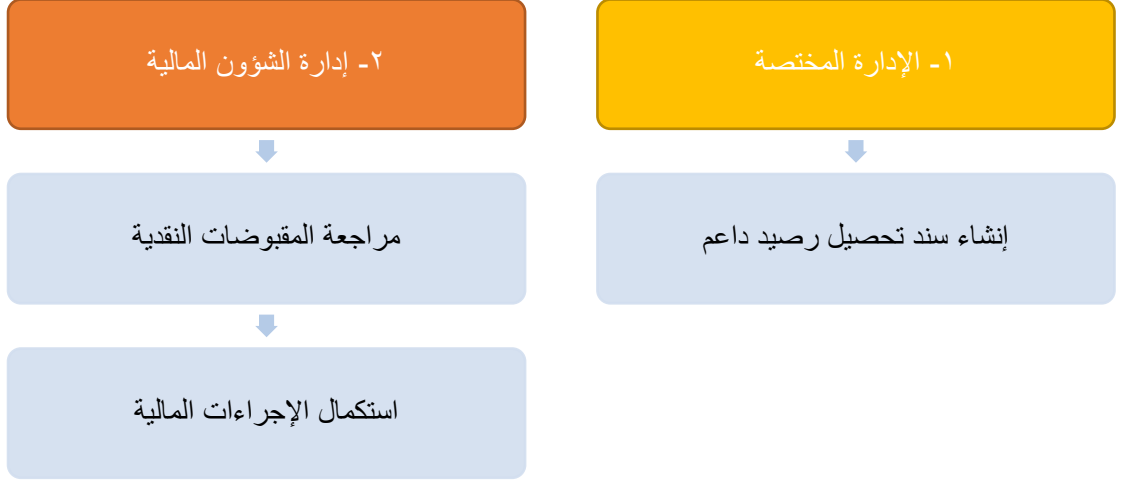 ١- الإدارة المختصة
إنشاء سند تحصيل رصيد داعم
٢- إدارة الشؤون المالية
مراجعة المقبوضات النقدية
استكمال الإجراءات المالية